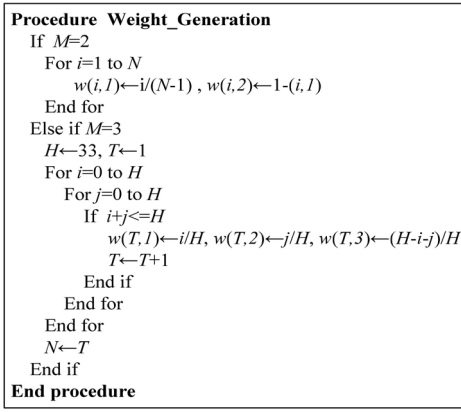 Procedure Weight_Generation
If M=2
For i=1 to N
w(i,1)←i/(N-1) , w(i,2)←1-(i,1)
End for
Else if M=3
H←33, T←1
For i=0 to H
For j=0 to H
If i+j<=H
w(T,1)←i/H, w(T,2)←j/H, w(T,3)←(H-i-j)/H
T←T+1
End if
End for
End for
N←T
End if
End procedure